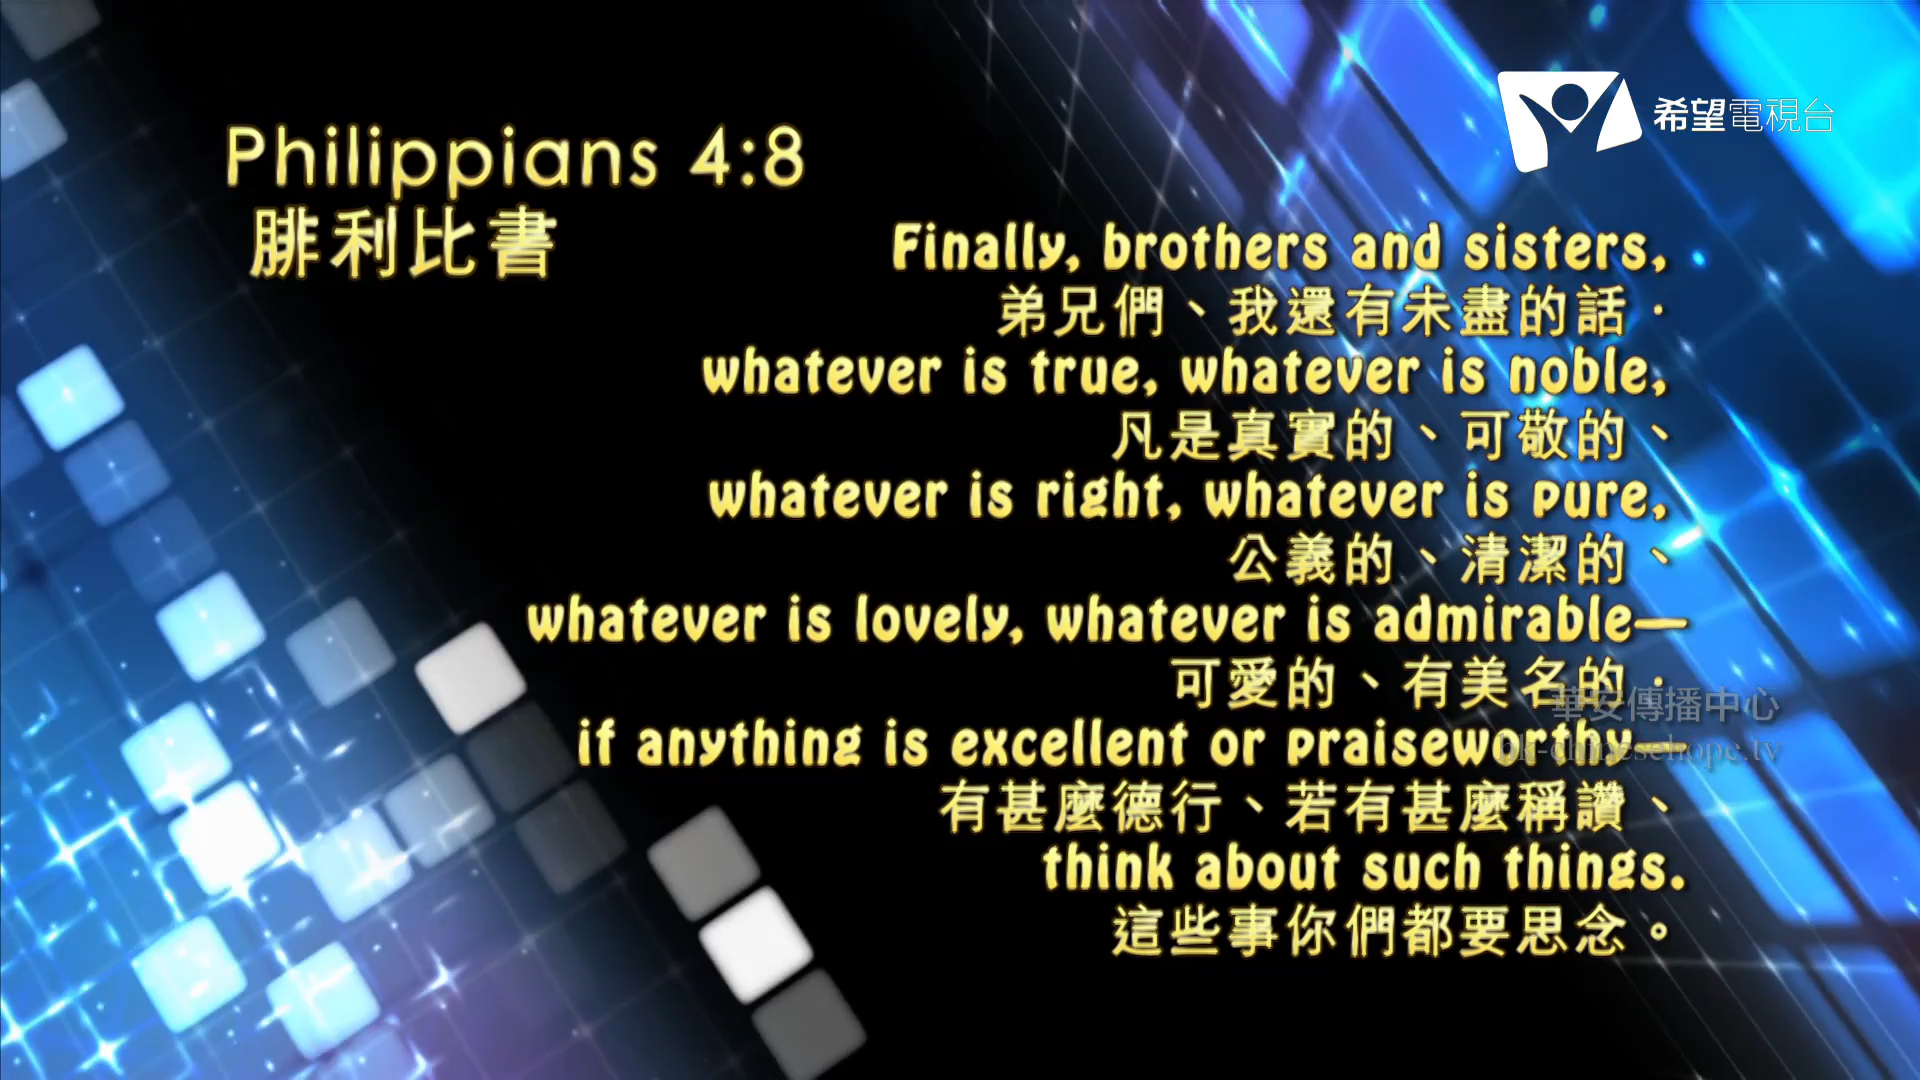 希望電視台
Philippians 4:8
腓利比書
Finally, brothers and sisters,
弟兄們、我還有未盡的話．
whatever is true, whatever is noble,
凡是真實的、可敬的、
whatever is right, whatever is pure,
公義的、清潔的、
whatever is lovely, whatever is admirable—
可愛的、有美名的．
華安傳播中心
if anything is excellent or praiseworthy—
hk-chinesehope.tv
有甚麼德行、若有甚麼稱讚、
think about such things.
這些事你們都要思念。